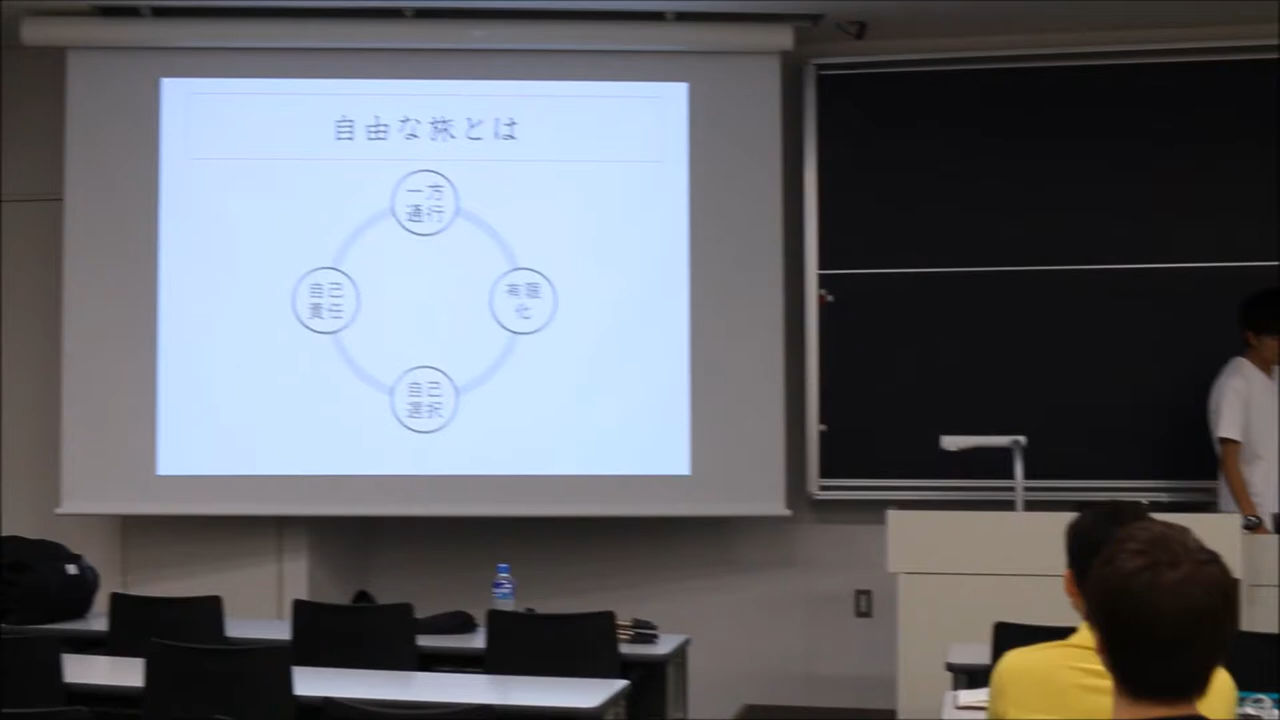 自由な旅とは
一方
通行
自己
責任
有限
化
自己
選択